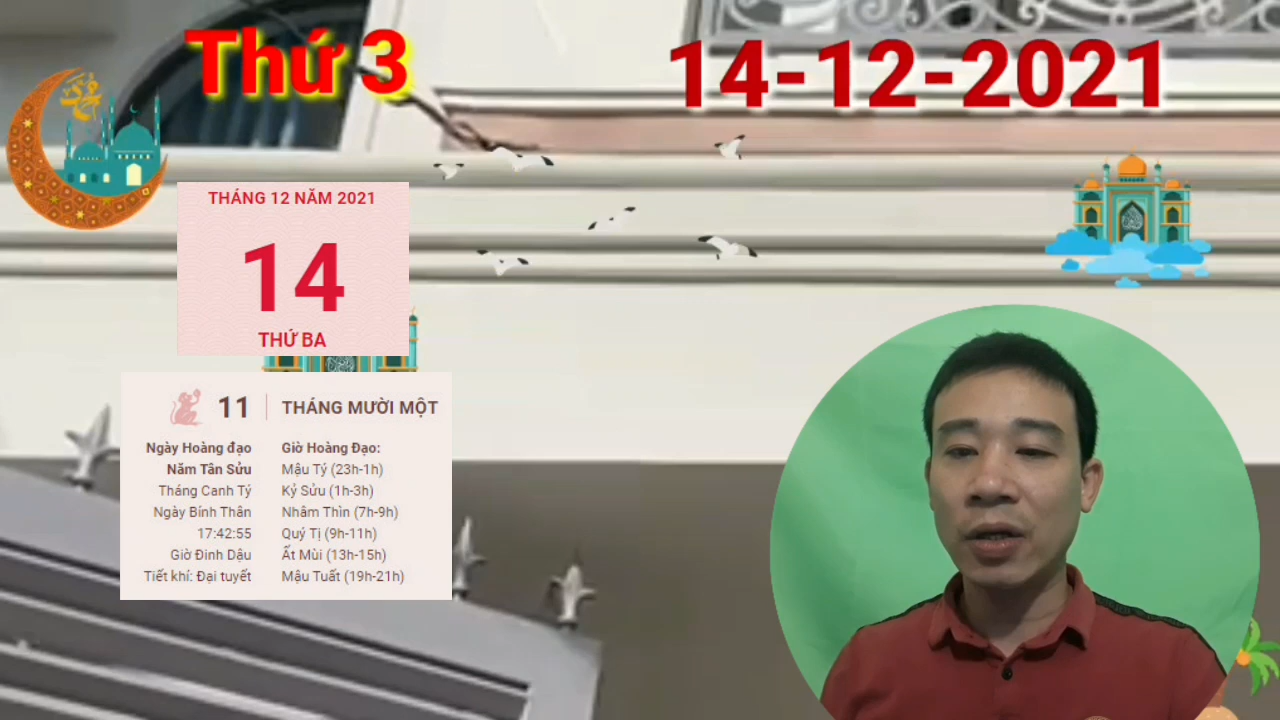 Thứ 3
14-12-2021
THÁNG 12 NĂM 2021
14
THỨ BA
11 THÁNG MƯỜI MỘT
Ngày Hoàng đạo Giờ Hoàng Đạo:
Năm Tân Sửu Mậu Tý (23h-1h)
Tháng Canh Tý Kỷ Sửu (1h-3h)
Ngày Bính Thân Nhâm Thìn (7h-9h)
17:42:55 Quý Tị (9h-11h)
Giờ Đinh Dậu Ất Mùi (13h-15h)
Tiết khí: Đại tuyết Mậu Tuất (19h-21h)